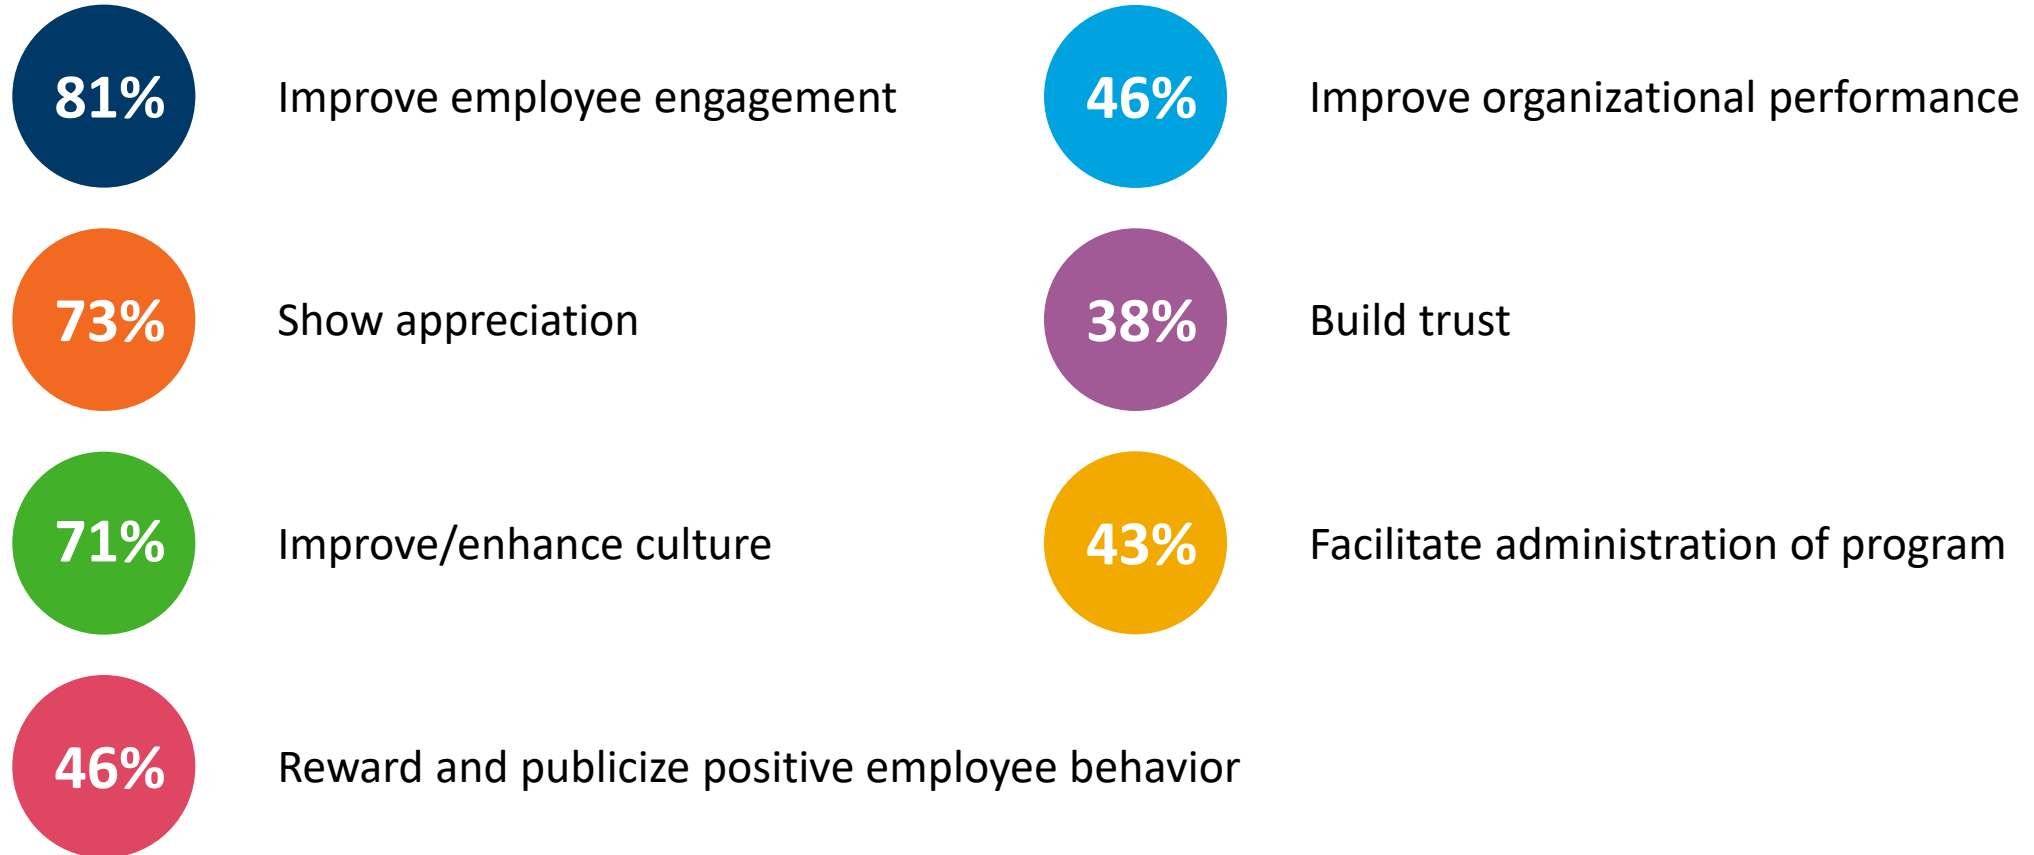 81%
Improve employee engagement
73%
Show appreciation
71%
Improve/enhance culture
46%
Reward and publicize positive employee behavior
46%
Improve organizational performance
38%
Build trust
43%
Facilitate administration of program